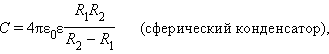 C = 4πε₀ε R₁R₂ / (R₂ − R₁) (сферический конденсатор),